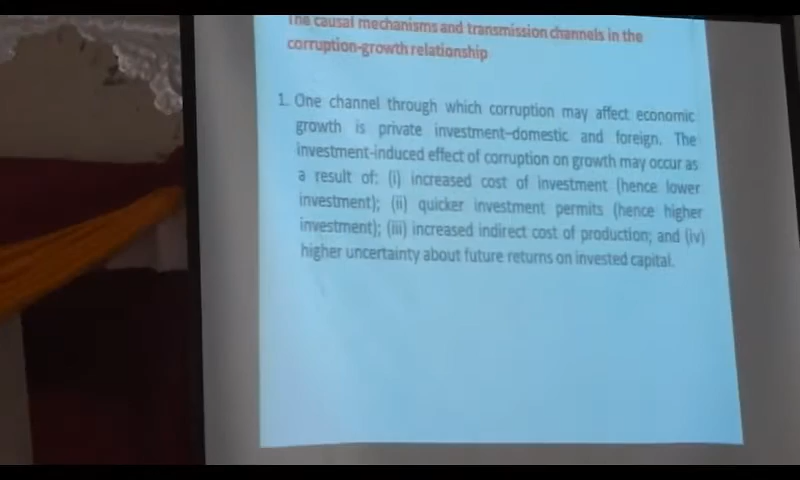 The causal mechanisms and transmission channels in the
corruption-growth relationship
1. One channel through which corruption may affect economic
growth is private investment–domestic and foreign. The
investment-induced effect of corruption on growth may occur as
a result of: (i) increased cost of investment (hence lower
investment); (ii) quicker investment permits (hence higher
investment); (iii) increased indirect cost of production; and (iv)
higher uncertainty about future returns on invested capital.